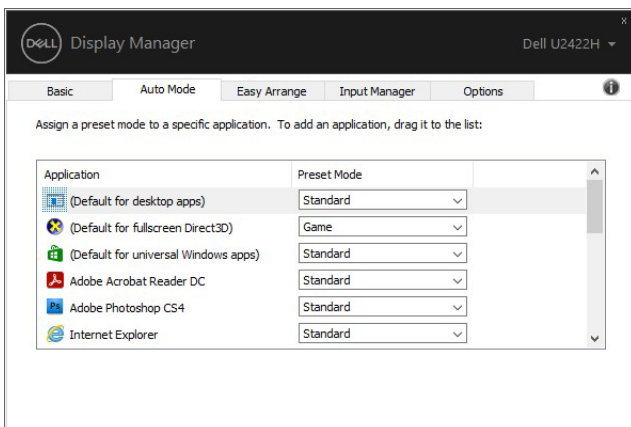 DELL Display Manager
Dell U2422H
x
Basic Auto Mode Easy Arrange Input Manager Options
Assign a preset mode to a specific application. To add an application, drag it to the list:
Application Preset Mode
(Default for desktop apps) Standard
(Default for fullscreen Direct3D) Game
(Default for universal Windows apps) Standard
Adobe Acrobat Reader DC Standard
Ps Adobe Photoshop CS4 Standard
Internet Explorer Standard